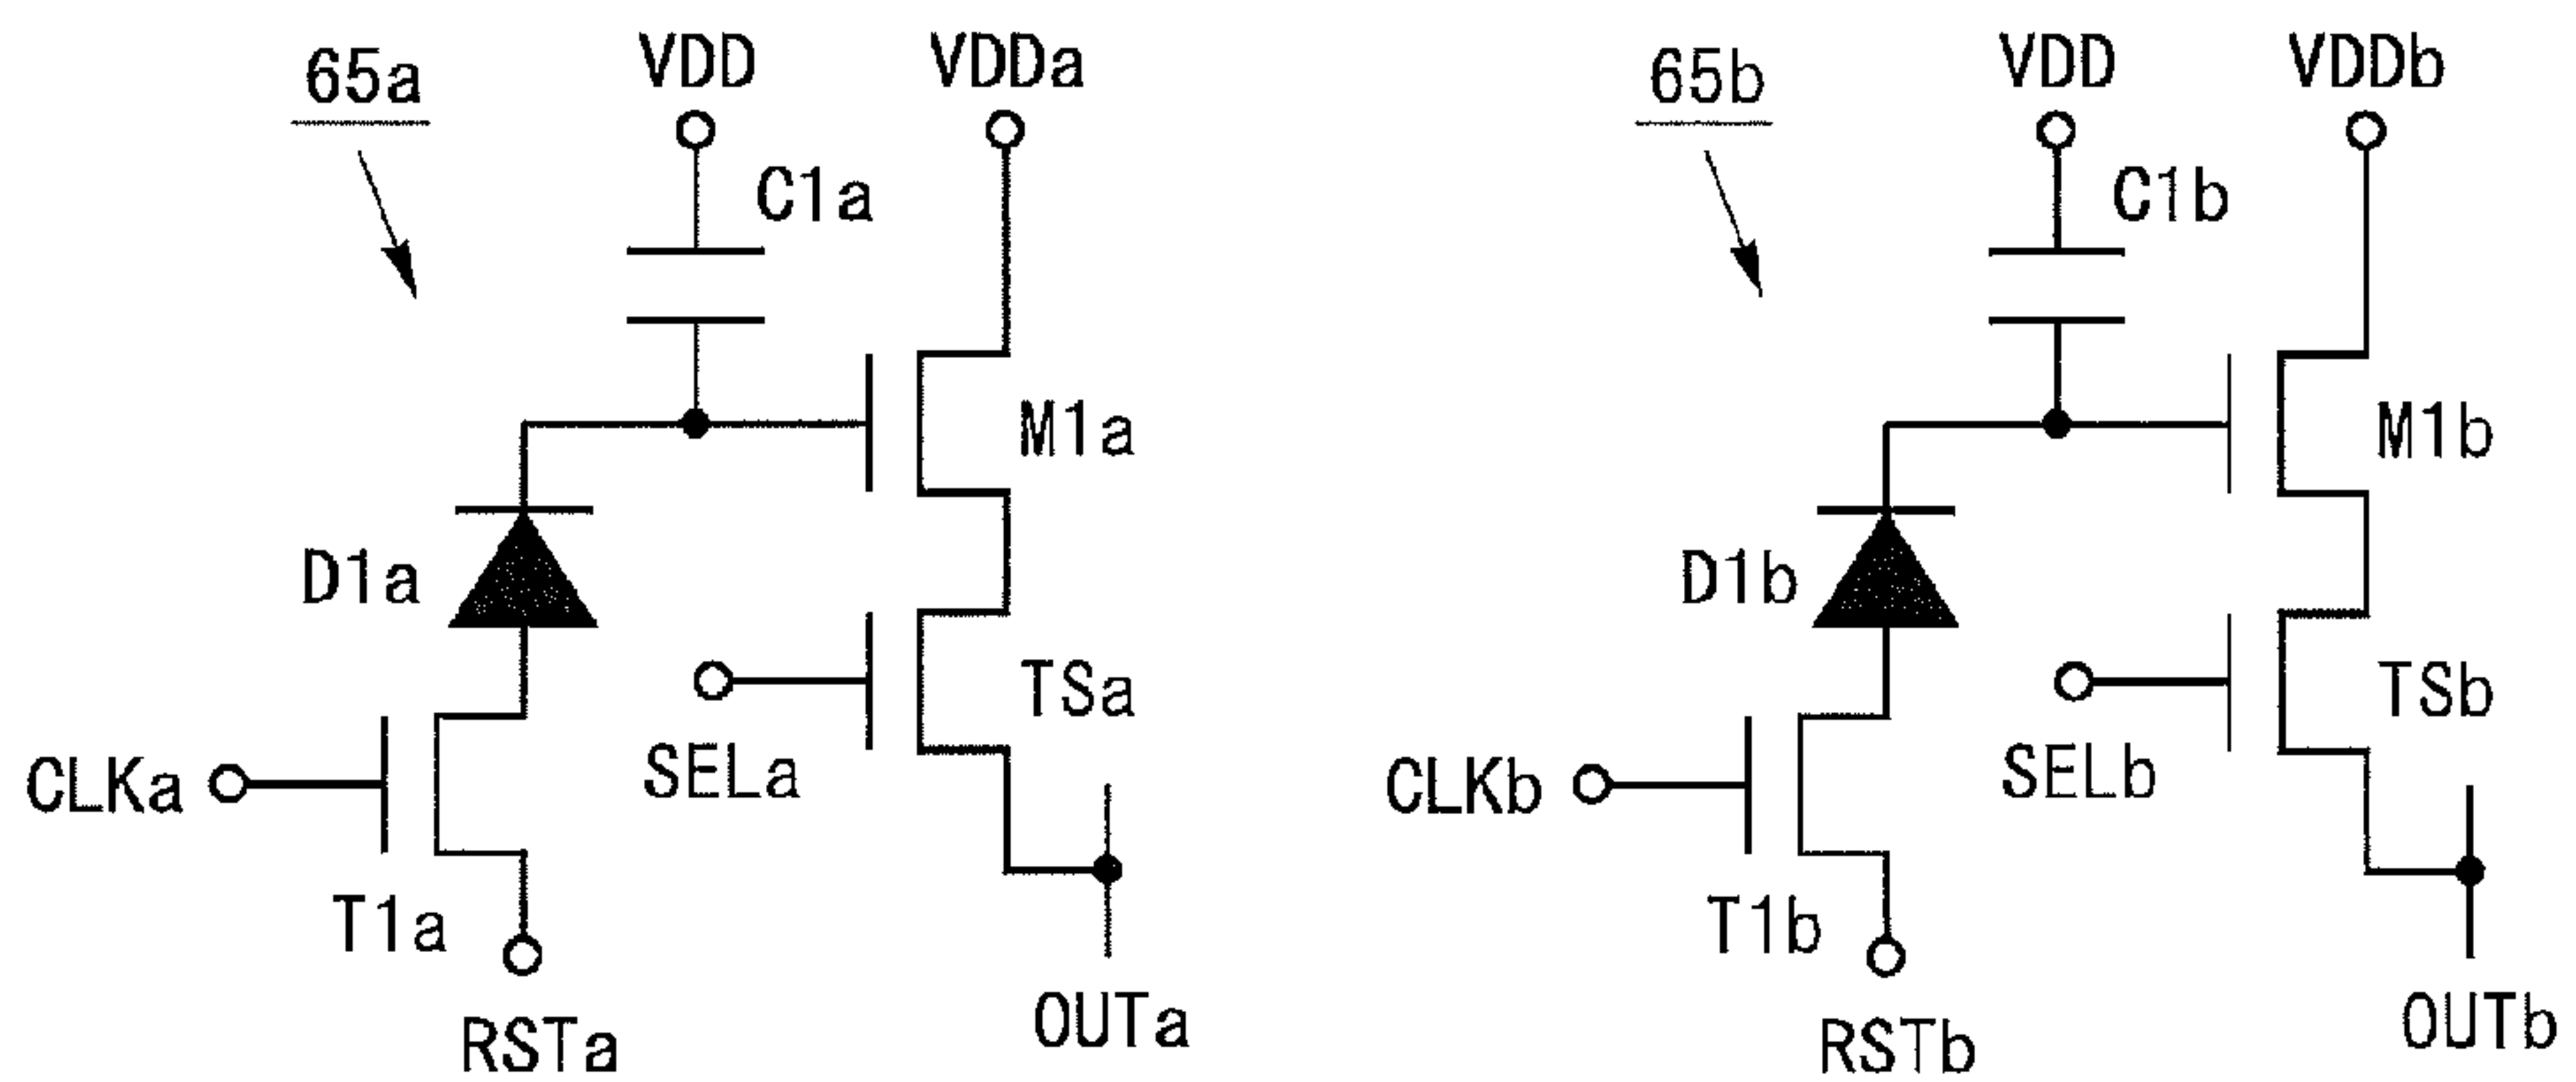 65a
VDD
VDDa
C1a
M1a
D1a
TSa
SELa
CLKa
T1a
RSTa
OUTa
65b
VDD
VDDb
C1b
M1b
D1b
TSb
SELb
CLKb
T1b
RSTb
OUTb